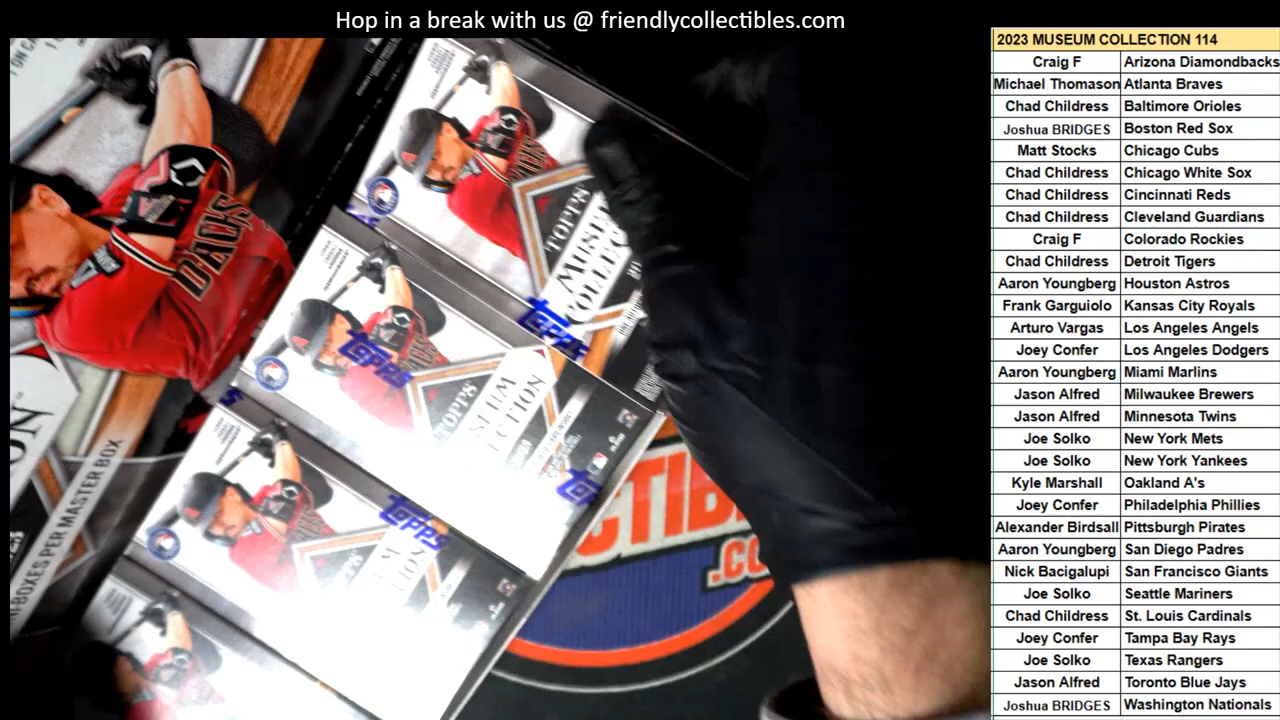 Hop in a break with us @ friendlycollectibles.com
2023 MUSEUM COLLECTION 114
Craig F Arizona Diamondbacks
Michael Thomason Atlanta Braves
Chad Childress Baltimore Orioles
Joshua BRIDGES Boston Red Sox
Matt Stocks Chicago Cubs
Chad Childress Chicago White Sox
Chad Childress Cincinnati Reds
Chad Childress Cleveland Guardians
Craig F Colorado Rockies
Chad Childress Detroit Tigers
Aaron Youngberg Houston Astros
Frank Garguiolo Kansas City Royals
Arturo Vargas Los Angeles Angels
Joey Confer Los Angeles Dodgers
Aaron Youngberg Miami Marlins
Jason Alfred Milwaukee Brewers
Jason Alfred Minnesota Twins
Joe Solko New York Mets
Joe Solko New York Yankees
Kyle Marshall Oakland A's
Joey Confer Philadelphia Phillies
Alexander Birdsall Pittsburgh Pirates
Aaron Youngberg San Diego Padres
Nick Bacigalupi San Francisco Giants
Joe Solko Seattle Mariners
Chad Childress St. Louis Cardinals
Joey Confer Tampa Bay Rays
Joe Solko Texas Rangers
Jason Alfred Toronto Blue Jays
Joshua BRIDGES Washington Nationals
DBACKS
BOXES PER MASTER BOX
TOPPS
TOPPS
TOPPS
TOPPS
TOPPS